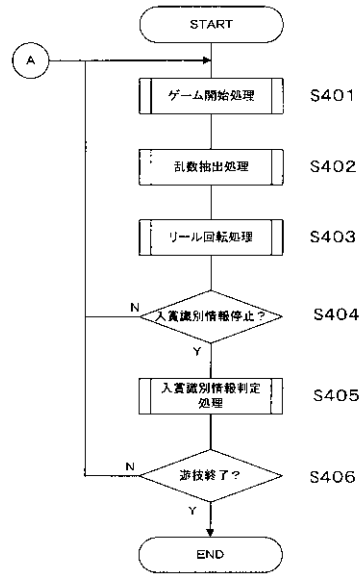 START
A
ゲーム開始処理 S401
乱数抽出処理 S402
リール回転処理 S403
入賞識別情報停止? S404
N
Y
入賞識別情報判定
処理
S405
遊技終了? S406
N
Y
END